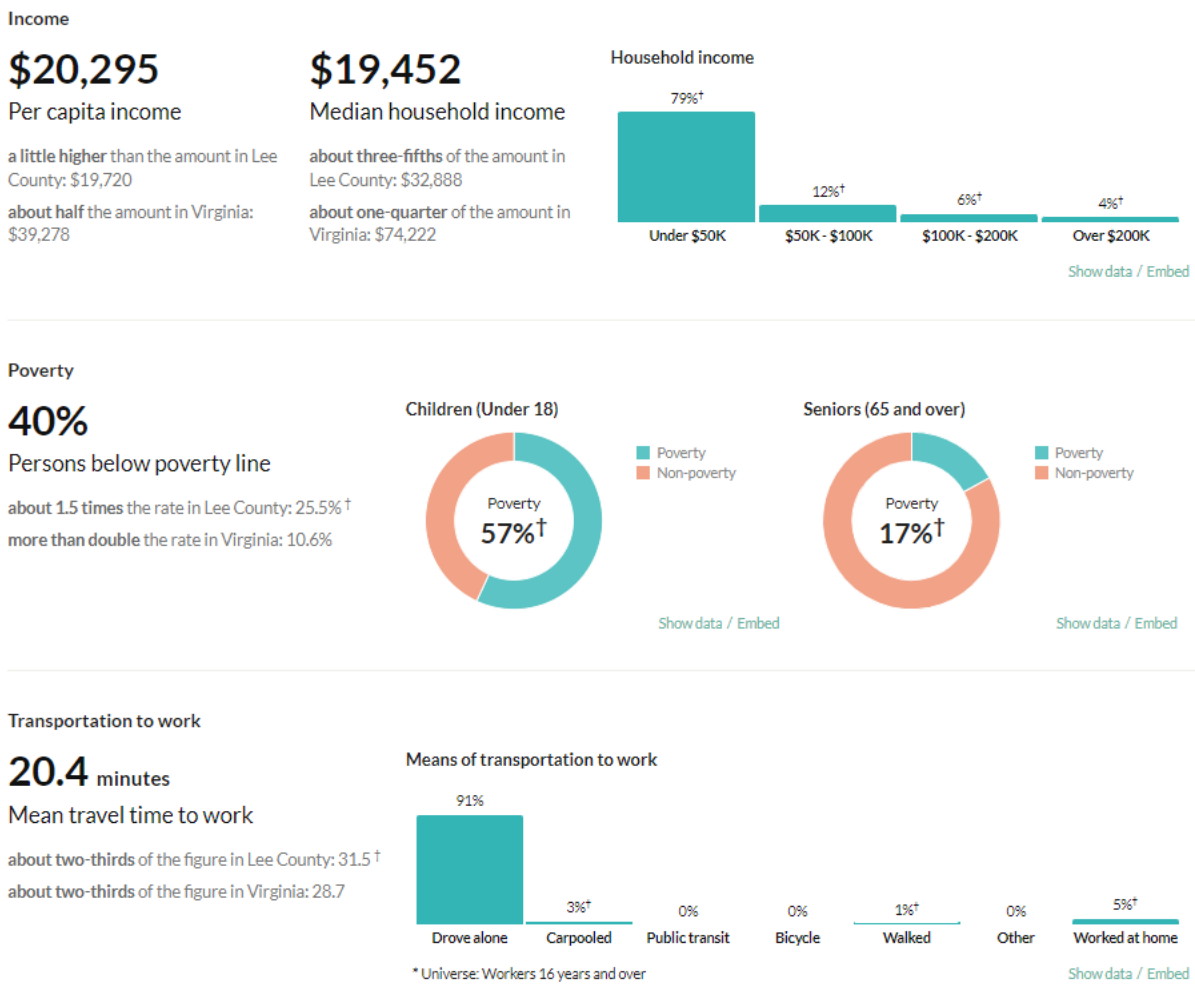 Income
$20,295
Per capita income
a little higher than the amount in Lee
County: $19,720
about half the amount in Virginia:
$39,278
$19,452
Median household income
about three-fifths of the amount in
Lee County: $32,888
about one-quarter of the amount in
Virginia: $74,222
Household income
79%†
12%†
6%†
4%†
Under $50K
$50K - $100K
$100K - $200K
Over $200K
Show data / Embed
Poverty
40%
Persons below poverty line
about 1.5 times the rate in Lee County: 25.5% †
more than double the rate in Virginia: 10.6%
Children (Under 18)
Poverty
57%†
Poverty
Non-poverty
Show data / Embed
Seniors (65 and over)
Poverty
17%†
Poverty
Non-poverty
Show data / Embed
Transportation to work
20.4 minutes
Mean travel time to work
about two-thirds of the figure in Lee County: 31.5 †
about two-thirds of the figure in Virginia: 28.7
Means of transportation to work
91%
3%†
0%
0%
1%†
0%
5%†
Drove alone
Carpooled
Public transit
Bicycle
Walked
Other
Worked at home
* Universe: Workers 16 years and over
Show data / Embed